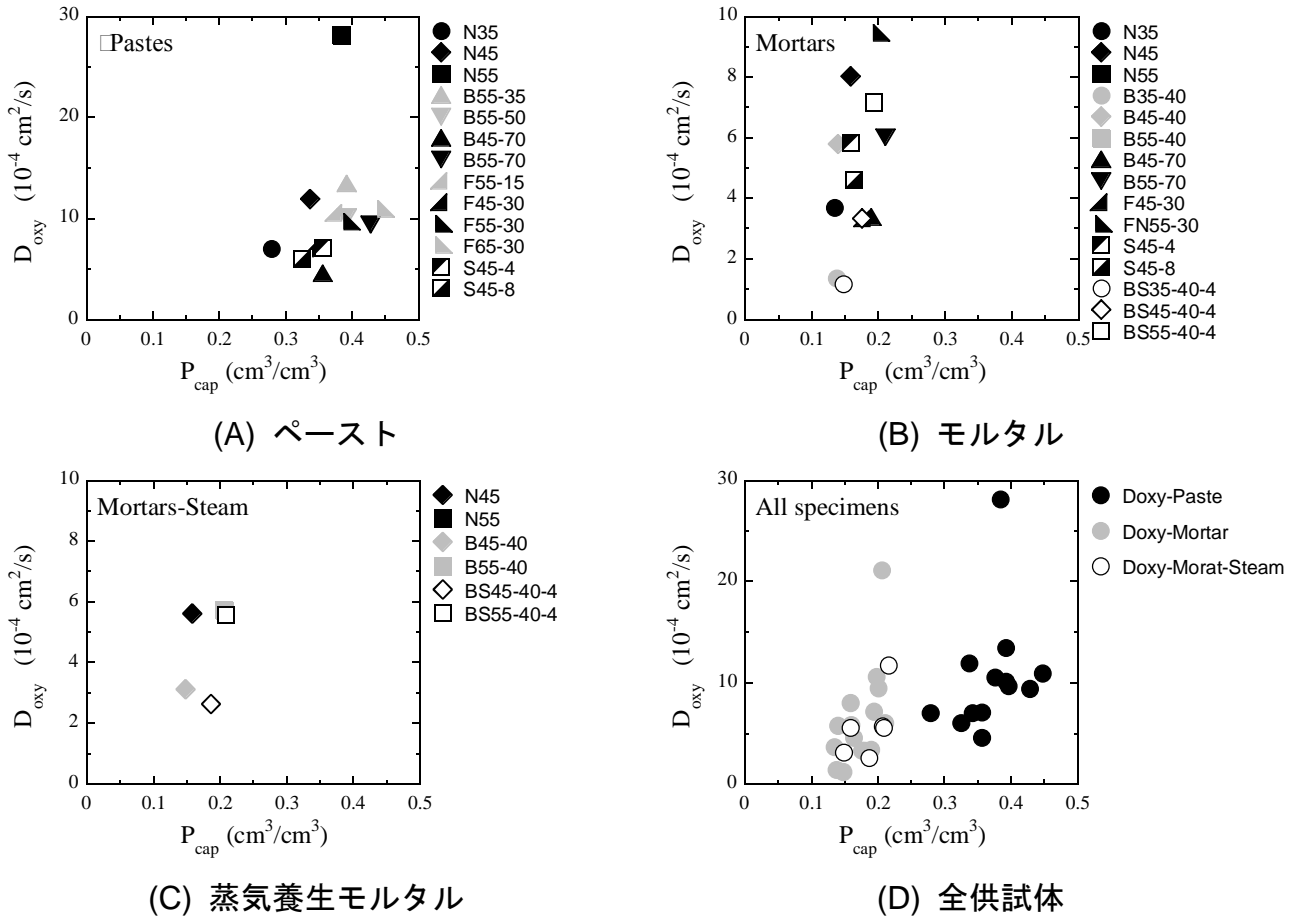 30
20
10
0
D_oxy (10^-4 cm^2/s)
□Pastes
0 0.1 0.2 0.3 0.4 0.5
P_cap (cm^3/cm^3)
N35
N45
N55
B55-35
B55-50
B45-70
B55-70
F55-15
F45-30
F55-30
F65-30
S45-4
S45-8
(A) ペースト
10
8
6
4
2
0
D_oxy (10^-4 cm^2/s)
Mortars
0 0.1 0.2 0.3 0.4 0.5
P_cap (cm^3/cm^3)
N35
N45
N55
B35-40
B45-40
B55-40
B45-70
B55-70
F45-30
FN55-30
S45-4
S45-8
BS35-40-4
BS45-40-4
BS55-40-4
(B) モルタル
10
8
6
4
2
0
D_oxy (10^-4 cm^2/s)
Mortars-Steam
0 0.1 0.2 0.3 0.4 0.5
P_cap (cm^3/cm^3)
N45
N55
B45-40
B55-40
BS45-40-4
BS55-40-4
(C) 蒸気養生モルタル
30
20
10
0
D_oxy (10^-4 cm^2/s)
All specimens
0 0.1 0.2 0.3 0.4 0.5
P_cap (cm^3/cm^3)
Doxy-Paste
Doxy-Mortar
Doxy-Morat-Steam
(D) 全供試体